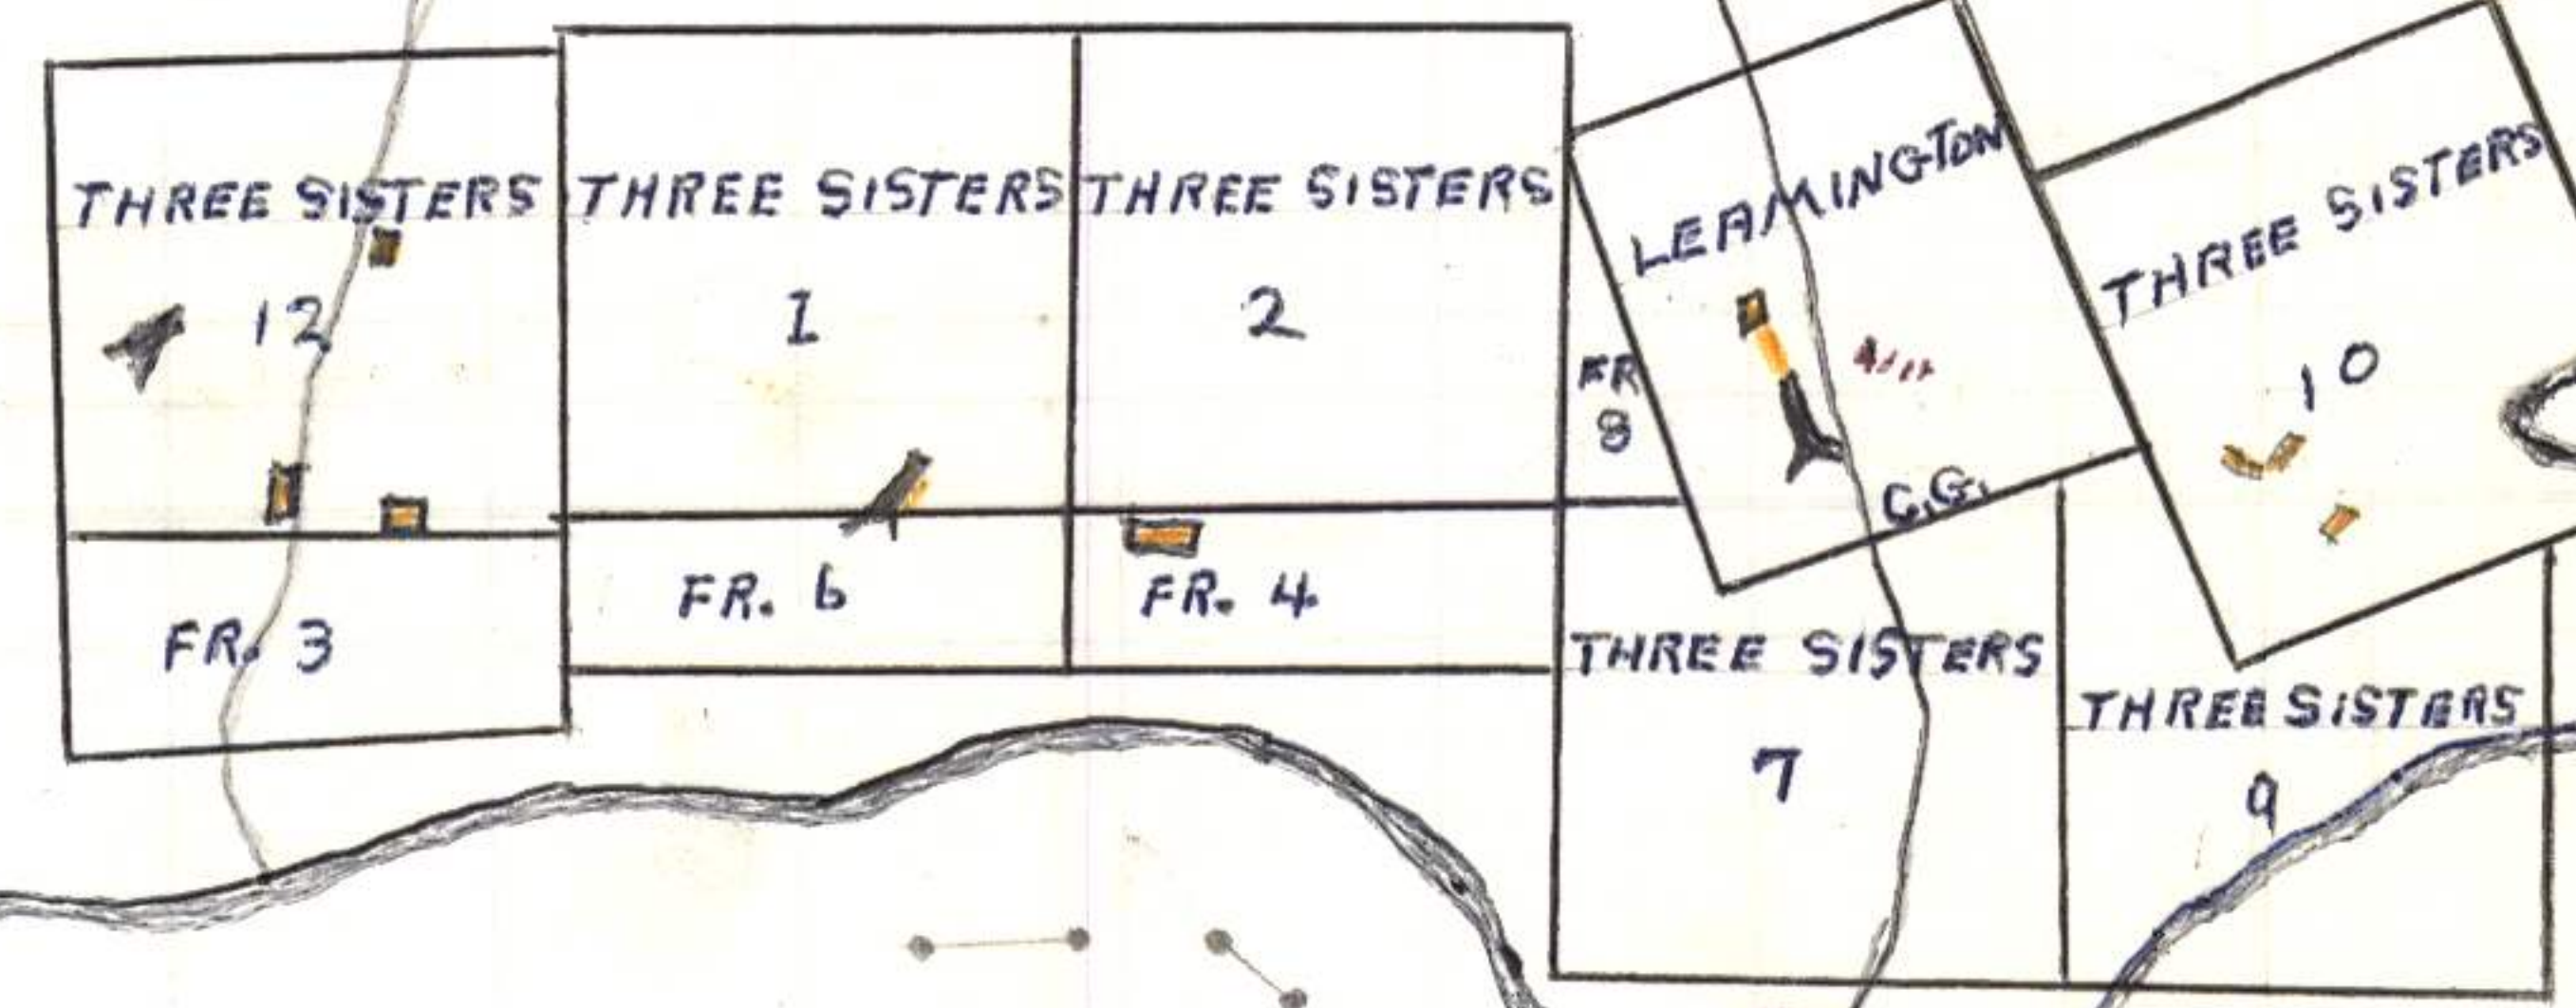 THREE SISTERS
12
FR. 3
THREE SISTERS
1
FR. 6
THREE SISTERS
2
FR. 4
FR
8
LEAMINGTON
C.G.
THREE SISTERS
7
THREE SISTERS
10
THREE SISTERS
9